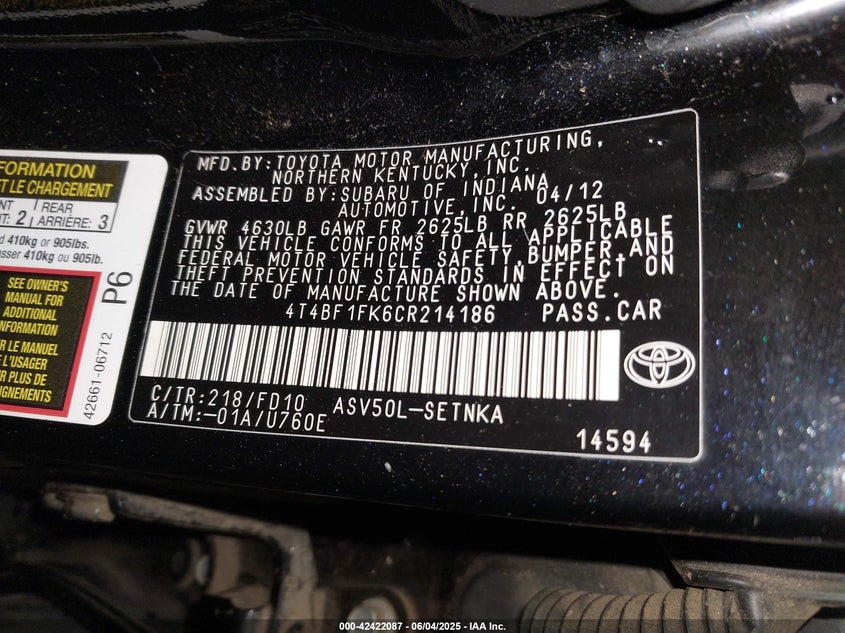 FORMATION
ET LE CHARGEMENT
NT: 2 REAR ARRIÈRE: 3
d 410kg or 905lbs.
sser 410kg ou 905lb.
SEE OWNER'S
MANUAL FOR
ADDITIONAL
INFORMATION
R LE MANUEL
E L'USAGER
R PLUS DE
IGNEMENTS
42661-06712
P6
MFD.BY:TOYOTA MOTOR MANUFACTURING,
NORTHERN KENTUCKY,INC.
ASSEMBLED BY:SUBARU OF INDIANA
AUTOMOTIVE,INC. 04/12
GVWR 4630LB GAWR FR 2625LB RR 2625LB
THIS VEHICLE CONFORMS TO ALL APPLICABLE
FEDERAL MOTOR VEHICLE SAFETY,BUMPER,AND
THEFT PREVENTION STANDARDS IN EFFECT ON
THE DATE OF MANUFACTURE SHOWN ABOVE.
4T4BF1FK6CR214186 PASS.CAR
C/TR:218/FD10 ASV50L-SETNKA
A/TM:-01A/U760E
14594
000-42422087 - 06/04/2025 - IAA Inc.